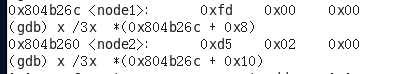 0x804b26c <node1>: 0xfd 0x00 0x00
(gdb) x /3x *(0x804b26c + 0x8)
0x804b260 <node2>: 0xd5 0x02 0x00
(gdb) x /3x *(0x804b26c + 0x10)